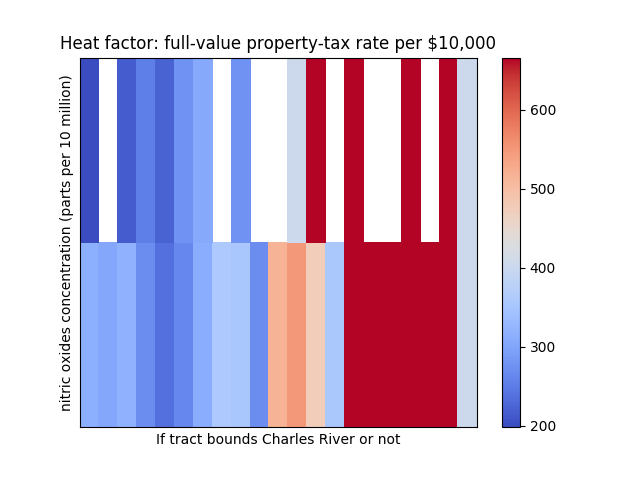 Heat factor: full-value property-tax rate per $10,000
nitric oxides concentration (parts per 10 million)
If tract bounds Charles River or not
600
500
400
300
200